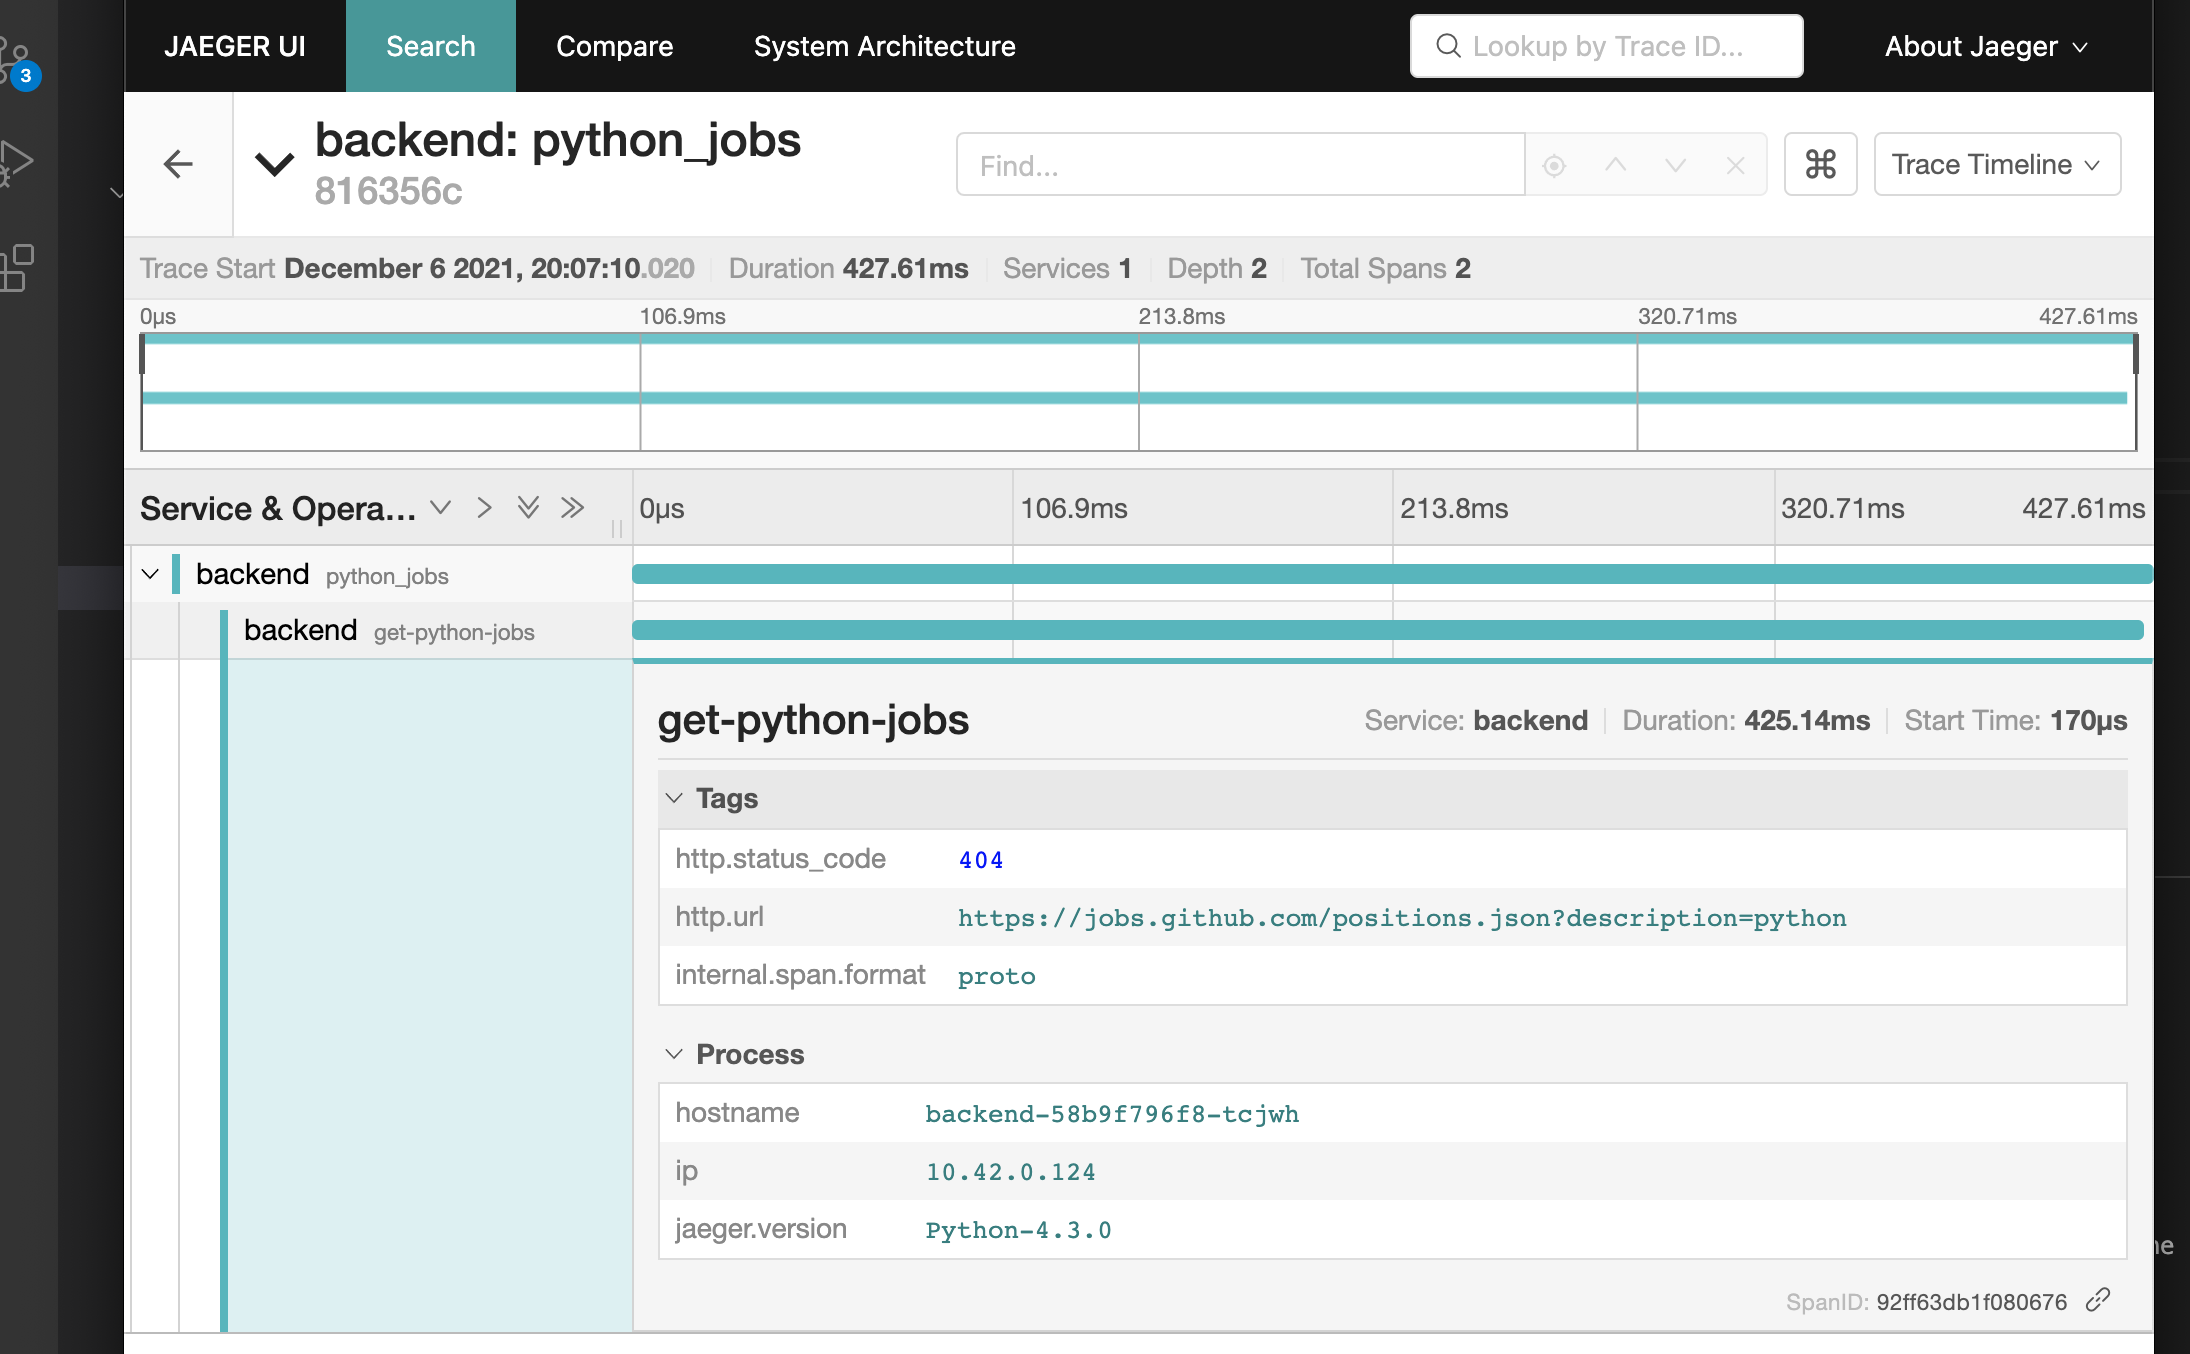 JAEGER UI Search Compare System Architecture Lookup by Trace ID... About Jaeger
3
backend: python_jobs
816356c
Find... ⌘ Trace Timeline
Trace Start December 6 2021, 20:07:10.020 Duration 427.61ms Services 1 Depth 2 Total Spans 2
0μs 106.9ms 213.8ms 320.71ms 427.61ms
Service & Opera... 0μs 106.9ms 213.8ms 320.71ms 427.61ms
backend python_jobs
backend get-python-jobs
get-python-jobs Service: backend Duration: 425.14ms Start Time: 170μs
Tags
http.status_code 404
http.url https://jobs.github.com/positions.json?description=python
internal.span.format proto
Process
hostname backend-58b9f796f8-tcjwh
ip 10.42.0.124
jaeger.version Python-4.3.0
SpanID: 92ff63db1f080676